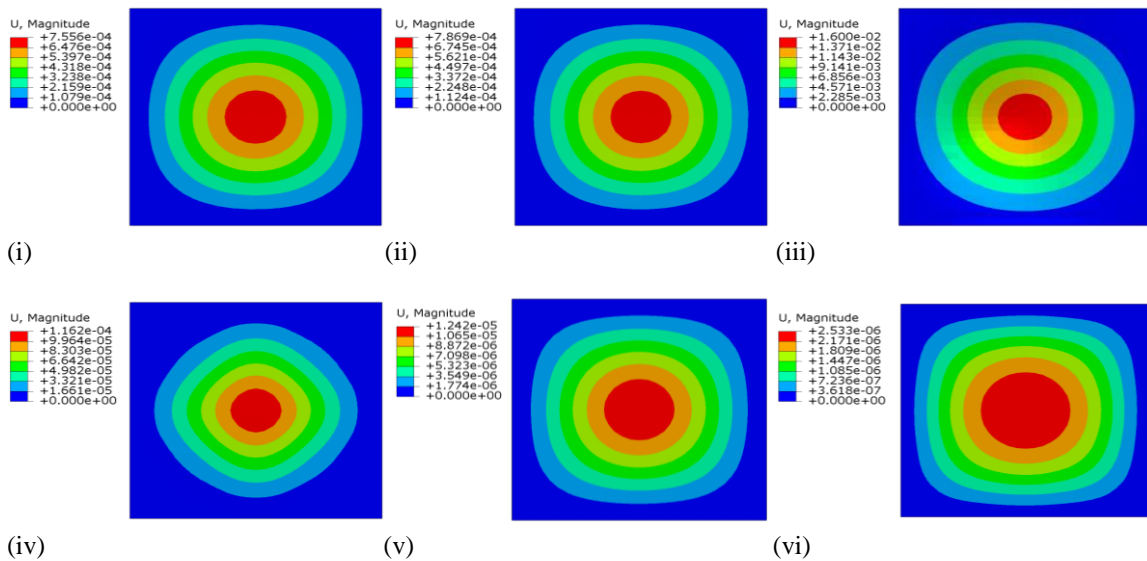 U, Magnitude
+7.556e-04
+6.476e-04
+5.397e-04
+4.318e-04
+3.238e-04
+2.159e-04
+1.079e-04
+0.000e+00
(i)
U, Magnitude
+7.869e-04
+6.745e-04
+5.621e-04
+4.497e-04
+3.372e-04
+2.248e-04
+1.124e-04
+0.000e+00
(ii)
U, Magnitude
+1.600e-02
+1.371e-02
+1.143e-02
+9.141e-03
+6.856e-03
+4.571e-03
+2.285e-03
+0.000e+00
(iii)
U, Magnitude
+1.162e-04
+9.964e-05
+8.303e-05
+6.642e-05
+4.982e-05
+3.321e-05
+1.661e-05
+0.000e+00
(iv)
U, Magnitude
+1.242e-05
+1.065e-05
+8.872e-06
+7.098e-06
+5.323e-06
+3.549e-06
+1.774e-06
+0.000e+00
(v)
U, Magnitude
+2.533e-06
+2.171e-06
+1.809e-06
+1.447e-06
+1.085e-06
+7.236e-07
+3.618e-07
+0.000e+00
(vi)